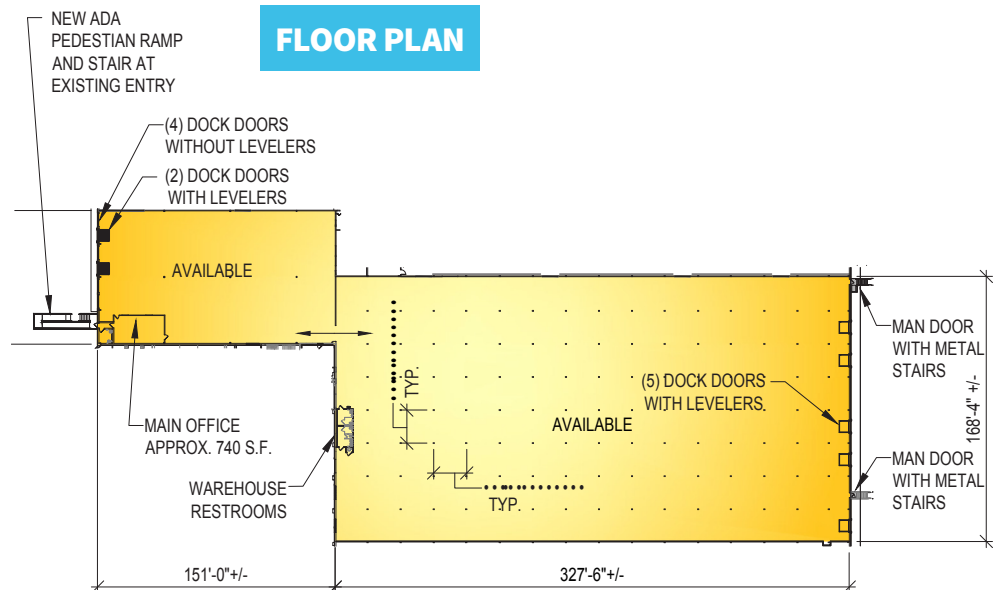 NEW ADA
PEDESTIAN RAMP
AND STAIR AT
EXISTING ENTRY
FLOOR PLAN
(4) DOCK DOORS
WITHOUT LEVELERS
(2) DOCK DOORS
WITH LEVELERS
AVAILABLE
MAIN OFFICE
APPROX. 740 S.F.
WAREHOUSE
RESTROOMS
TYP.
TYP.
(5) DOCK DOORS
WITH LEVELERS
AVAILABLE
MAN DOOR
WITH METAL
STAIRS
168'-4" +/-
MAN DOOR
WITH METAL
STAIRS
151'-0"+/-
327'-6"+/-